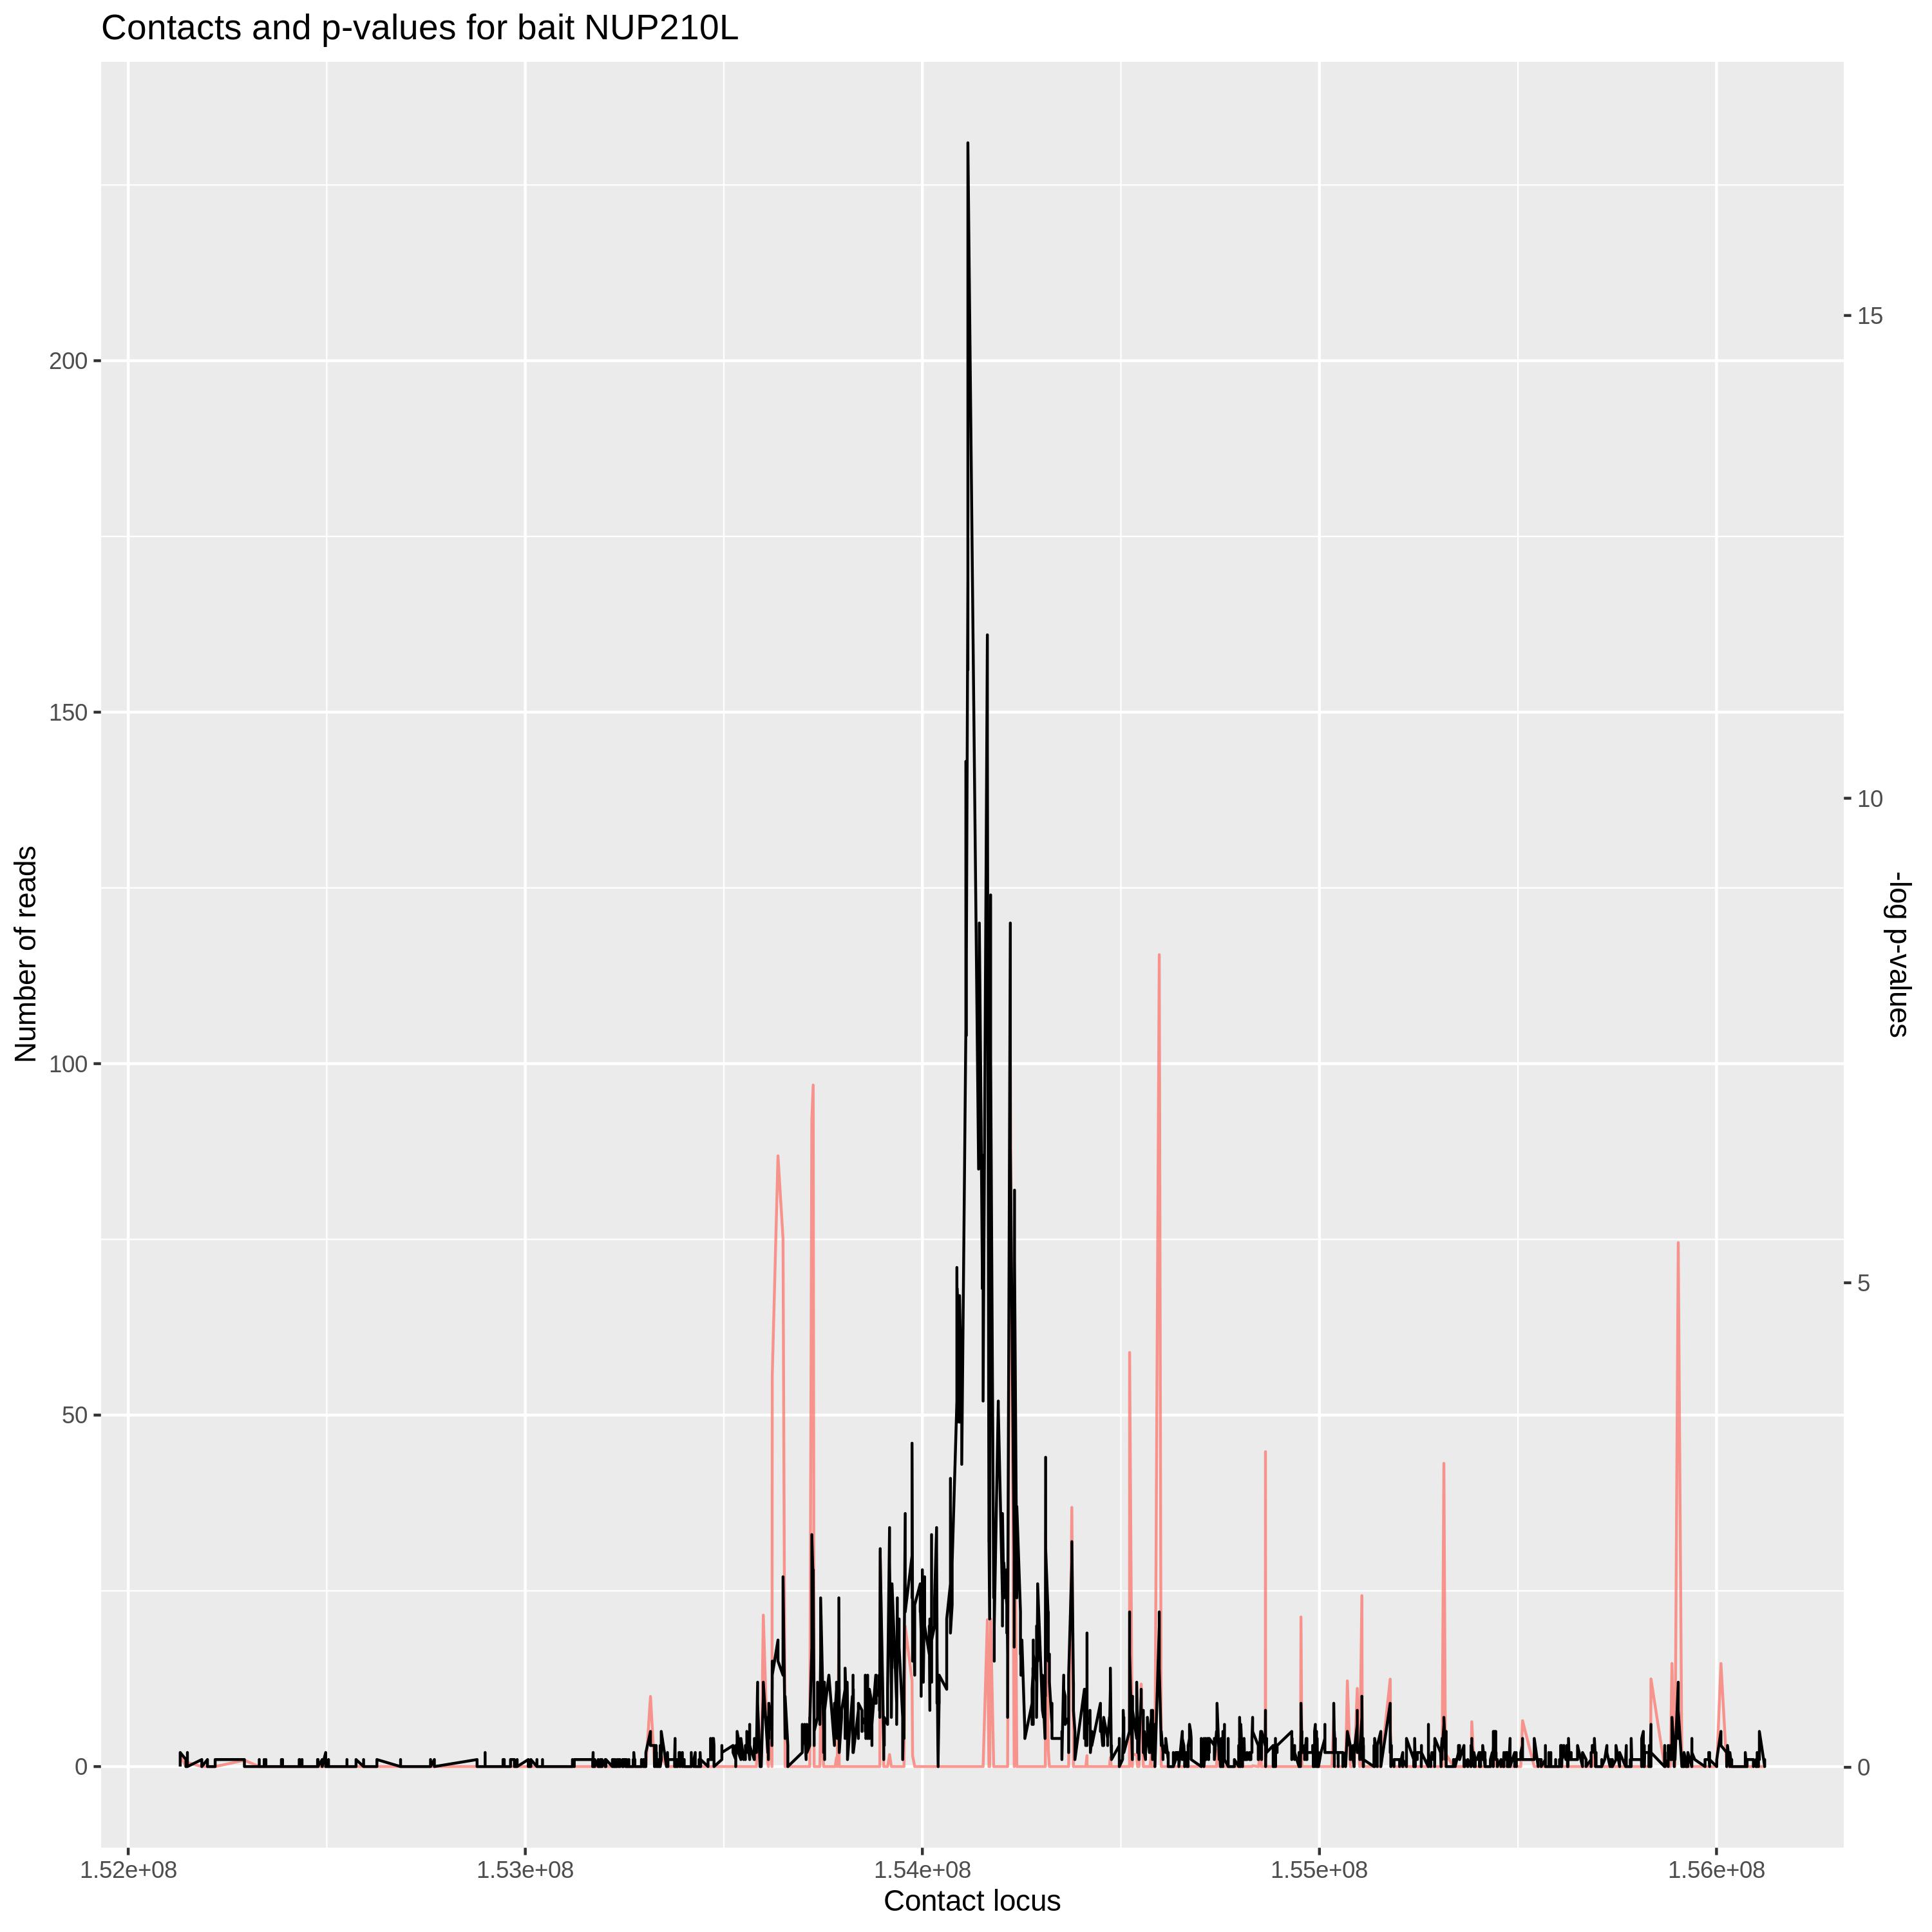 Contacts and p-values for bait NUP210L
Number of reads
200
150
100
50
0
15
10
5
0
-log p-values
1.52e+08 1.53e+08 1.54e+08 1.55e+08 1.56e+08
Contact locus